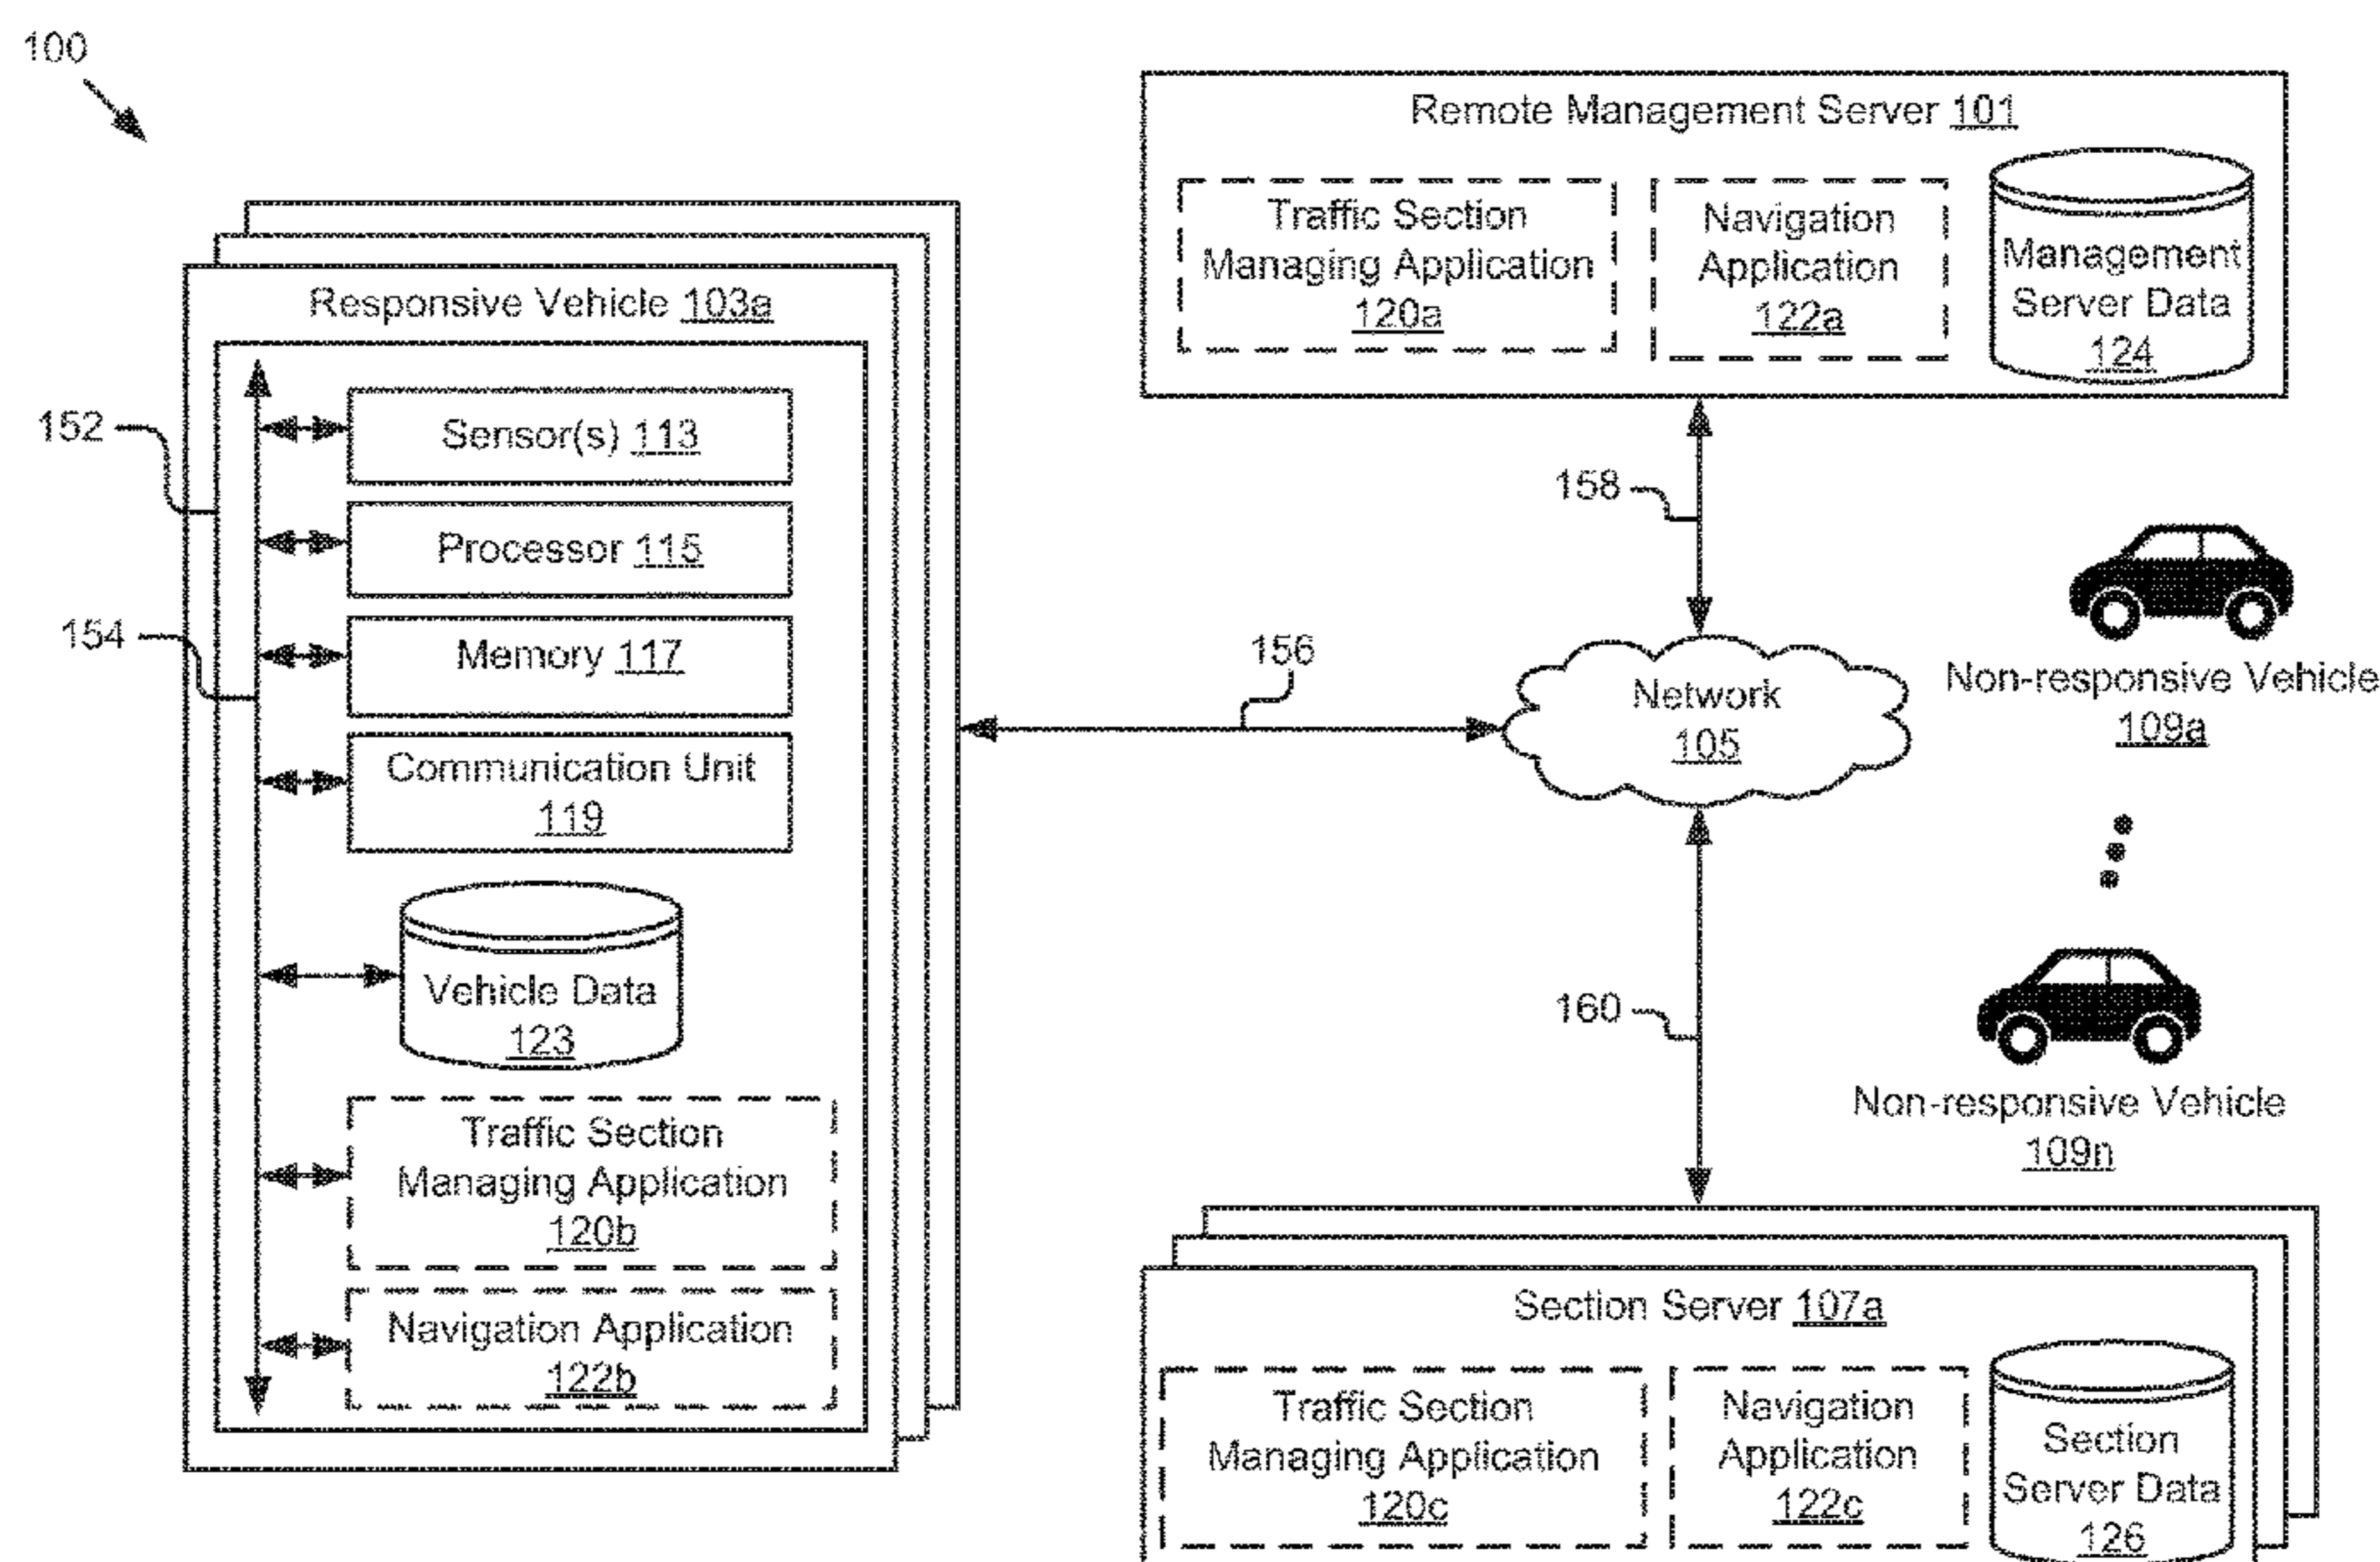 100
Responsive Vehicle 103a
152
Sensor(s) 113
Processor 115
154
Memory 117
Communication Unit
119
Vehicle Data
123
Traffic Section
Managing Application
120b
Navigation Application
122b
156
Remote Management Server 101
Traffic Section
Managing Application
120a
Navigation
Application
122a
Management
Server Data
124
158
Network
105
160
Non-responsive Vehicle
109a
Non-responsive Vehicle
109n
Section Server 107a
Traffic Section
Managing Application
120c
Navigation
Application
122c
Section
Server Data
126